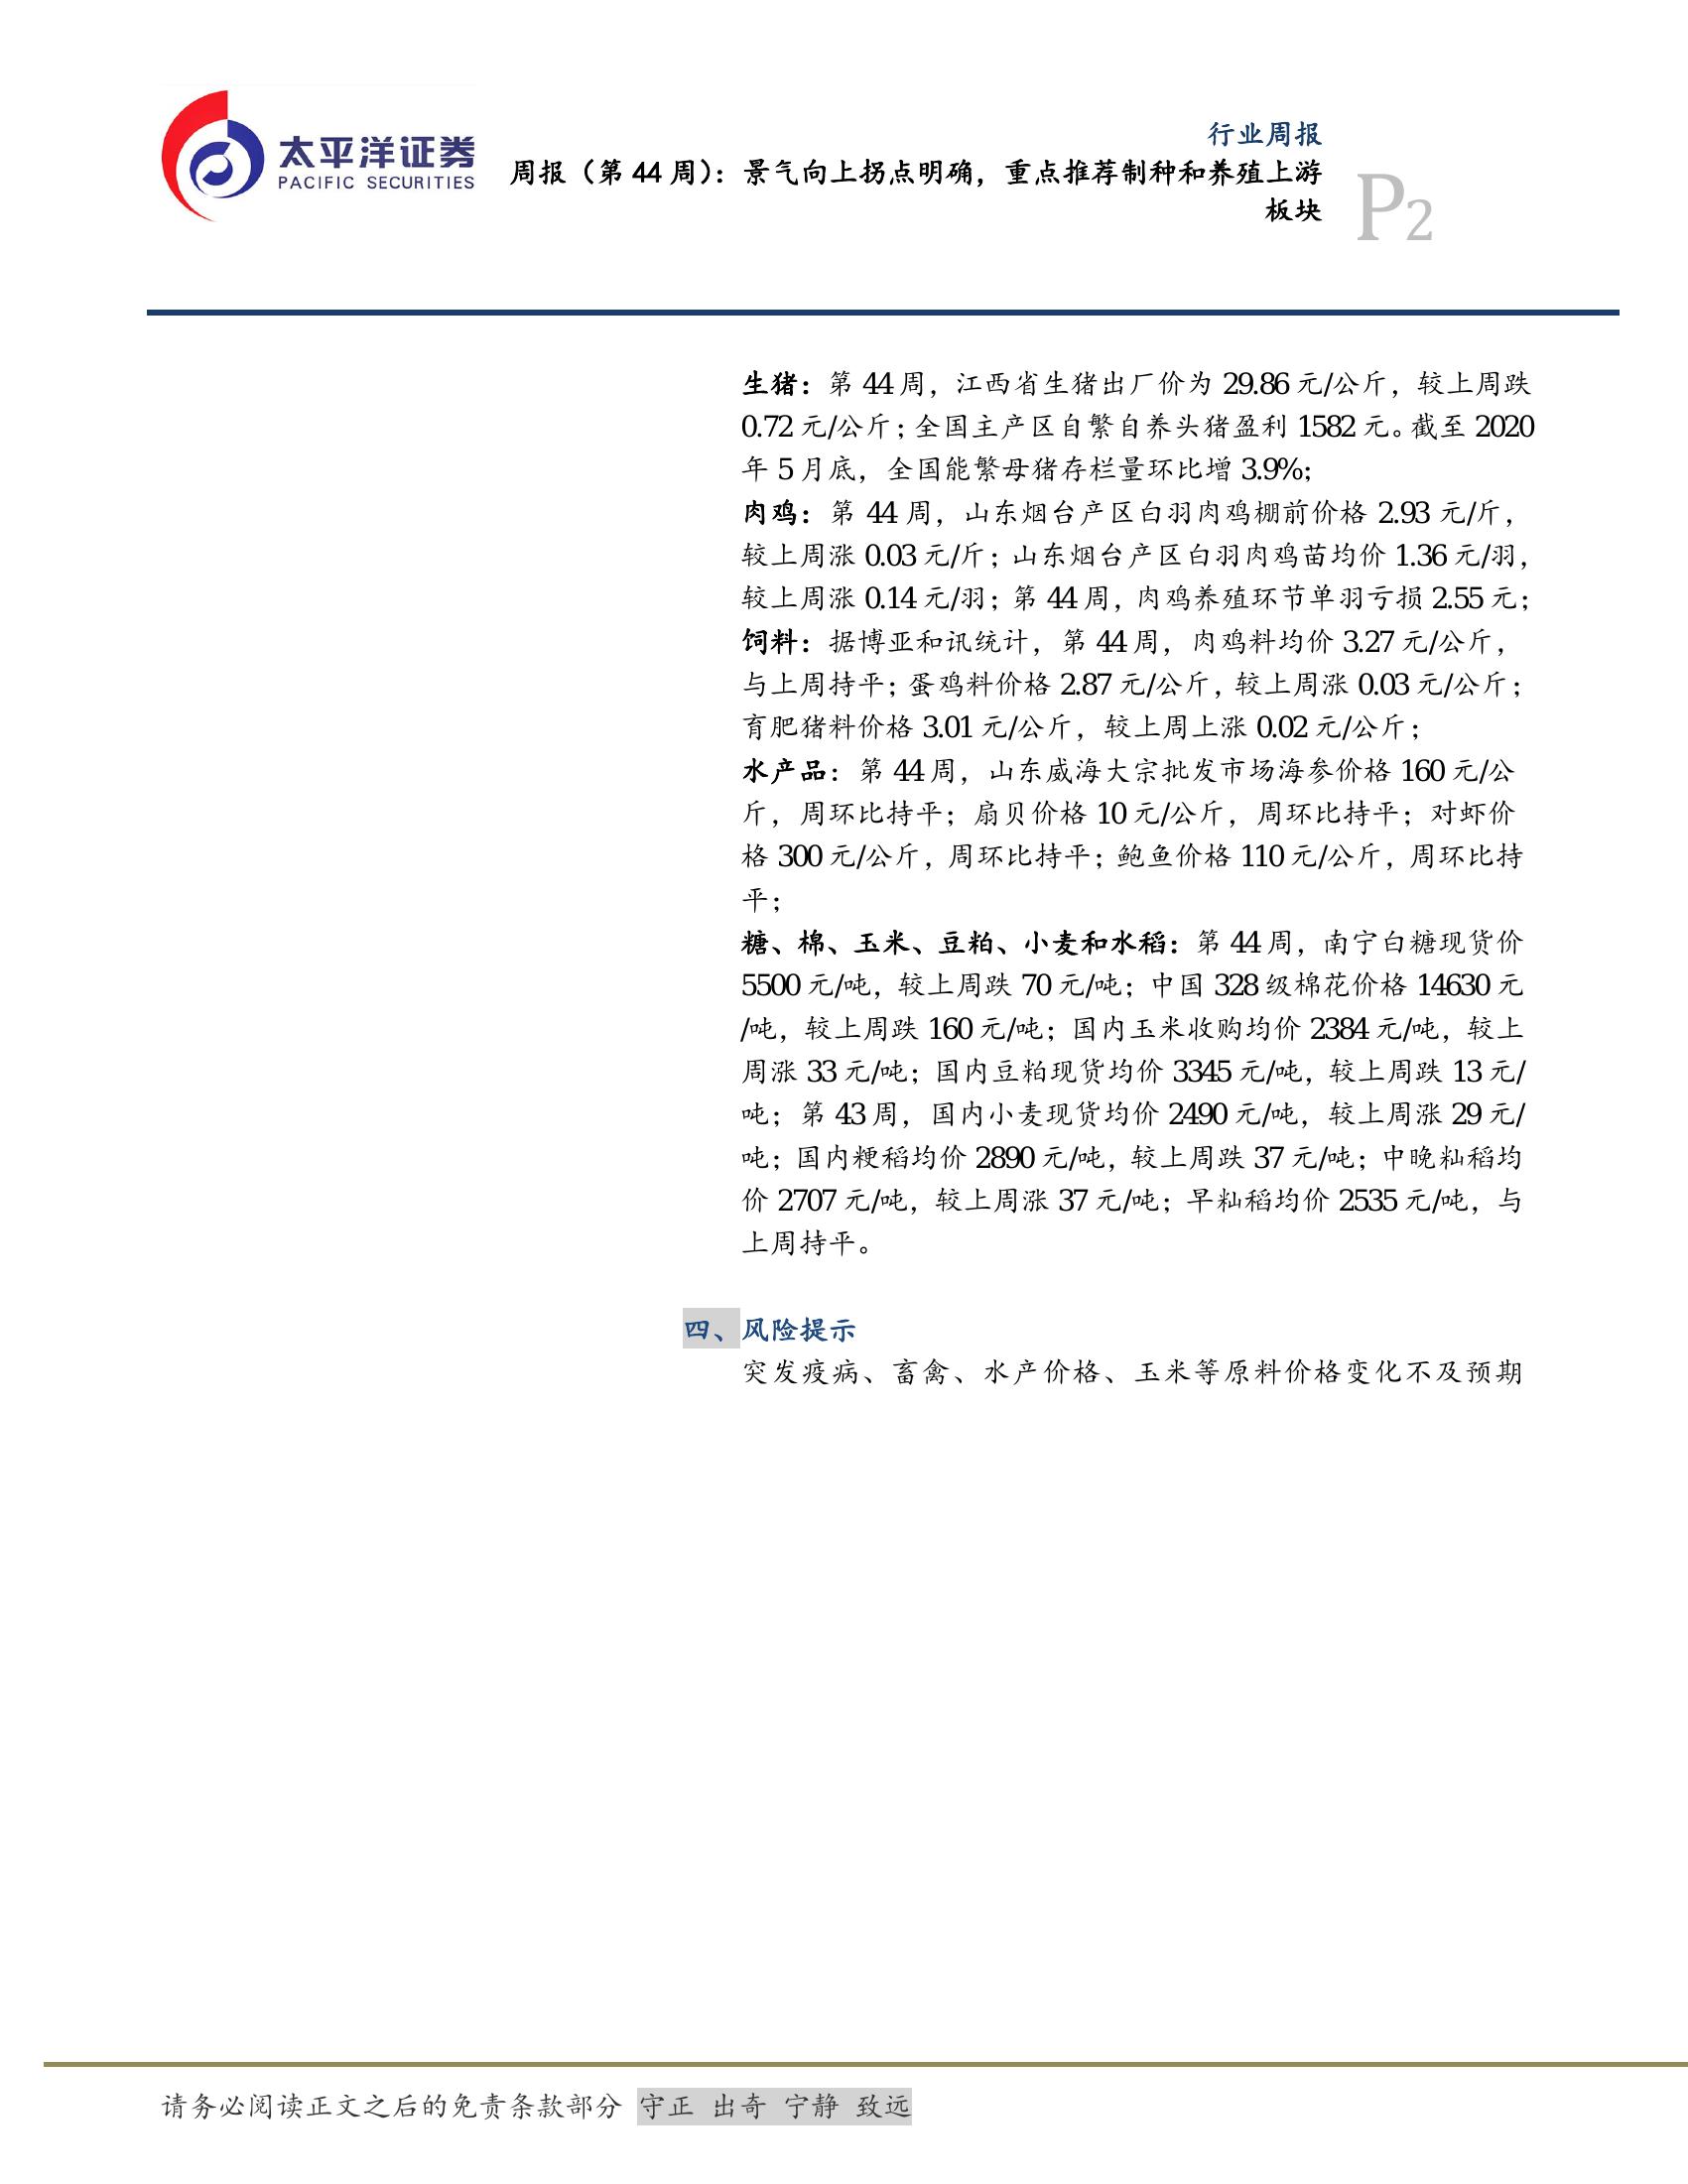 太平洋证券
PACIFIC SECURITIES
行业周报
周报（第 44 周）：景气向上拐点明确，重点推荐制种和养殖上游
板块
P2
生猪：第 44 周，江西省生猪出厂价为 29.86 元/公斤，较上周跌
0.72 元/公斤；全国主产区自繁自养头猪盈利 1582 元。截至 2020
年 5 月底，全国能繁母猪存栏量环比增 3.9%；
肉鸡：第 44 周，山东烟台产区白羽肉鸡棚前价格 2.93 元/斤，
较上周涨 0.03 元/斤；山东烟台产区白羽肉鸡苗均价 1.36 元/羽，
较上周涨 0.14 元/羽；第 44 周，肉鸡养殖环节单羽亏损 2.55 元；
饲料：据博亚和讯统计，第 44 周，肉鸡料均价 3.27 元/公斤，
与上周持平；蛋鸡料价格 2.87 元/公斤，较上周涨 0.03 元/公斤；
育肥猪料价格 3.01 元/公斤，较上周上涨 0.02 元/公斤；
水产品：第 44 周，山东威海大宗批发市场海参价格 160 元/公
斤，周环比持平；扇贝价格 10 元/公斤，周环比持平；对虾价
格 300 元/公斤，周环比持平；鲍鱼价格 110 元/公斤，周环比持
平；
糖、棉、玉米、豆粕、小麦和水稻：第 44 周，南宁白糖现货价
5500 元/吨，较上周跌 70 元/吨；中国 328 级棉花价格 14630 元
/吨，较上周跌 160 元/吨；国内玉米收购均价 2384 元/吨，较上
周涨 33 元/吨；国内豆粕现货均价 3345 元/吨，较上周跌 13 元/
吨；第 43 周，国内小麦现货均价 2490 元/吨，较上周涨 29 元/
吨；国内粳稻均价 2890 元/吨，较上周跌 37 元/吨；中晚籼稻均
价 2707 元/吨，较上周涨 37 元/吨；早籼稻均价 2535 元/吨，与
上周持平。
四、风险提示
突发疫病、畜禽、水产价格、玉米等原料价格变化不及预期
请务必阅读正文之后的免责条款部分 守正 出奇 宁静 致远